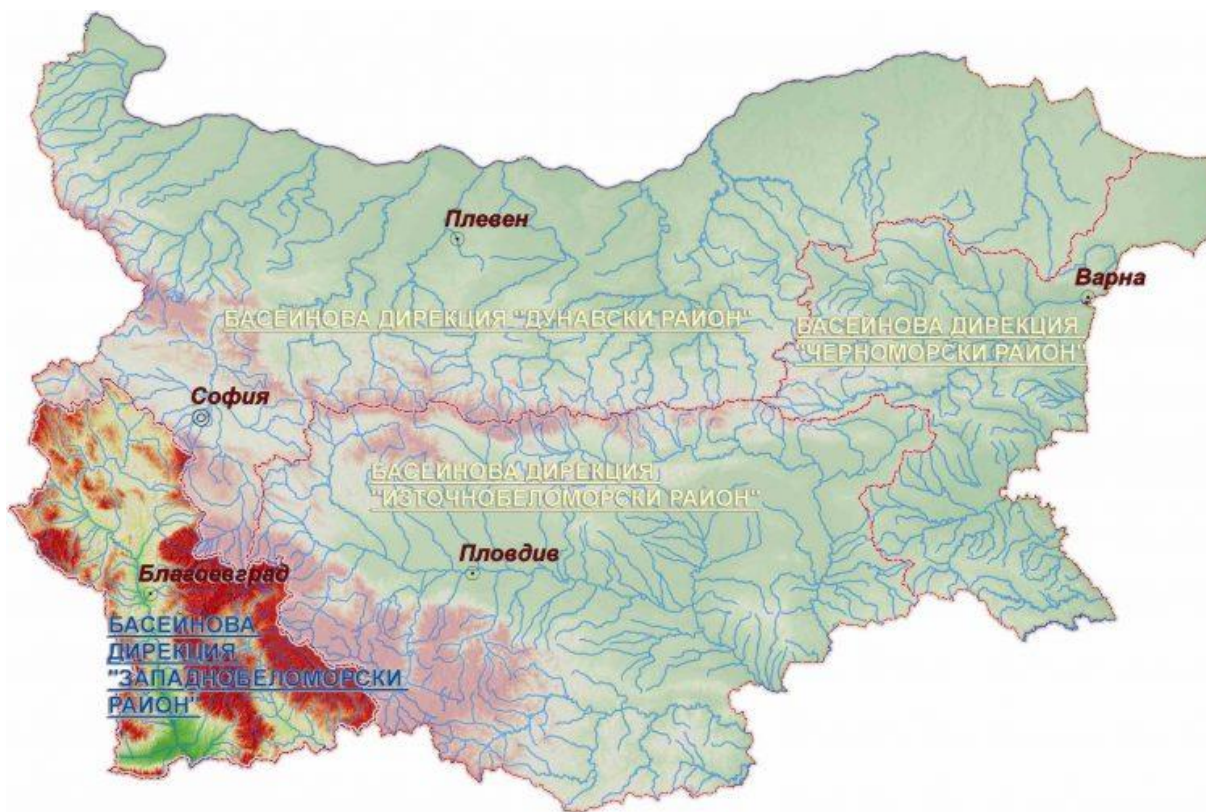 Плевен
Варна
БАСЕЙНОВА ДИРЕКЦИЯ "ДУНАВСКИ РАЙОН"
БАСЕЙНОВА ДИРЕКЦИЯ
"ЧЕРНОМОРСКИ РАЙОН"
София
БАСЕЙНОВА ДИРЕКЦИЯ
"ИЗТОЧНОБЕЛОМОРСКИ РАЙОН"
Пловдив
Благоевград
БАСЕЙНОВА
ДИРЕКЦИЯ
"ЗАПАДНОБЕЛОМОРСКИ
РАЙОН"